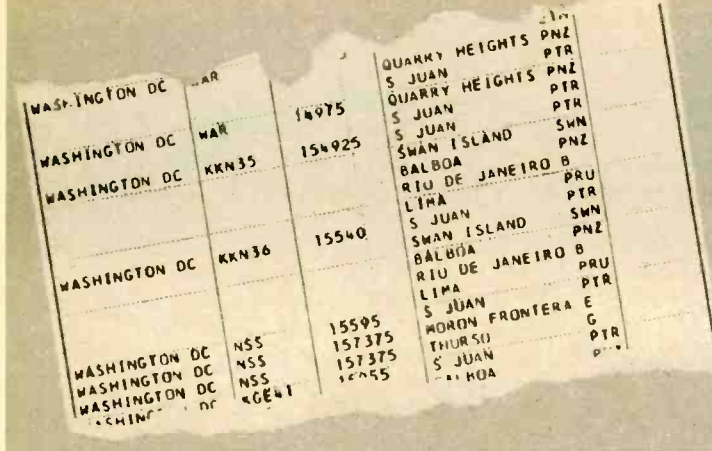 WASHINGTON DC
QUARRY HEIGHTS PNZ
S JUAN PTR
WASHINGTON DC WAR 14975 QUARRY HEIGHTS PNZ
S JUAN PTR
WASHINGTON DC KKN35 154925 S JUAN PTR
SWAN ISLAND SWN
BALBOA PNZ
RIO DE JANEIRO B
LIMA PRU
WASHINGTON DC KKN36 15540 S JUAN PTR
SWAN ISLAND SWN
BALBOA PNZ
RIO DE JANEIRO B
LIMA PRU
S JUAN PTR
WASHINGTON DC NSS 15595 MORON FRONTERA E
WASHINGTON DC NSS 157375 THURSO G
WASHINGTON DC NSS 157375 S JUAN PTR